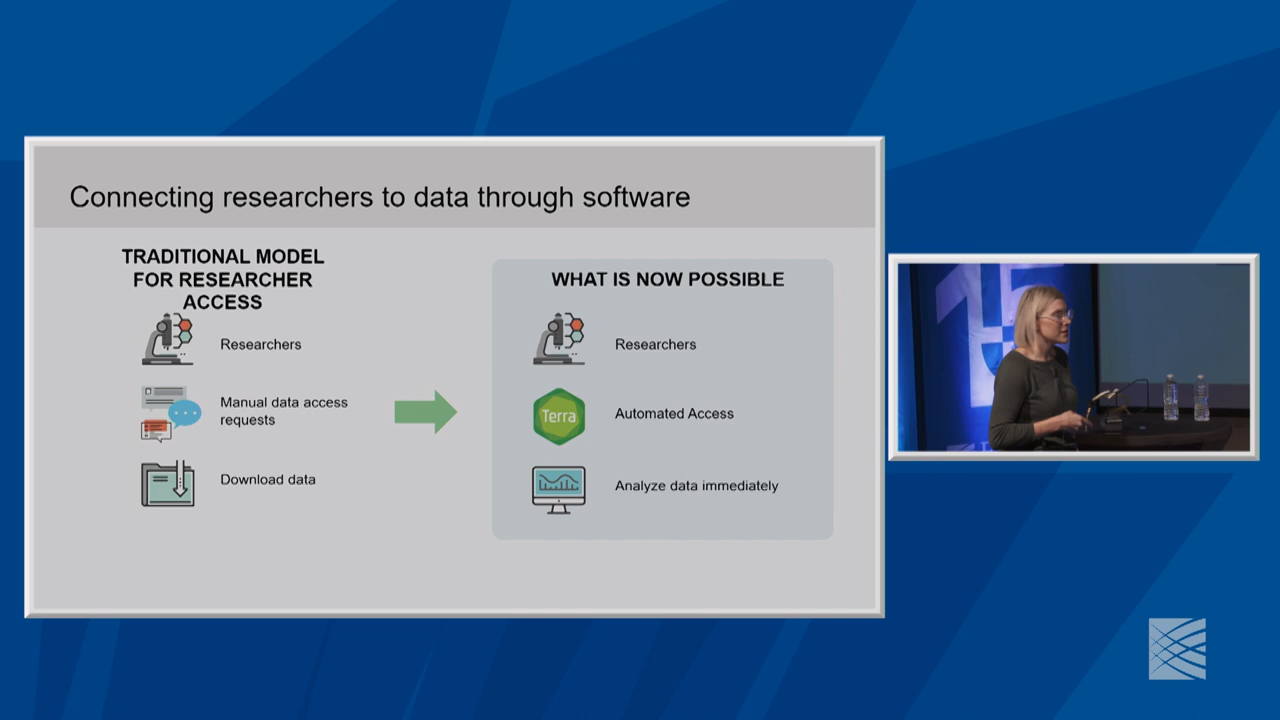 Connecting researchers to data through software
TRADITIONAL MODEL
FOR RESEARCHER
ACCESS
Researchers
Manual data access
requests
Download data
WHAT IS NOW POSSIBLE
Researchers
Terra
Automated Access
Analyze data immediately
15